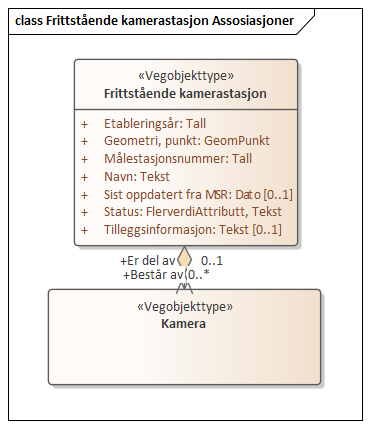 class Frittstående kamerastasjon Assosiasjoner
«Vegobjekttype»
Frittstående kamerastasjon
+ Etableringsår: Tall
+ Geometri, punkt: GeomPunkt
+ Målestasjonsnummer: Tall
+ Navn: Tekst
+ Sist oppdatert fra MSR: Dato [0..1]
+ Status: FlerverdiAttributt, Tekst
+ Tilleggsinformasjon: Tekst [0..1]
+Er del av 0..1
+Består av 0..*
«Vegobjekttype»
Kamera